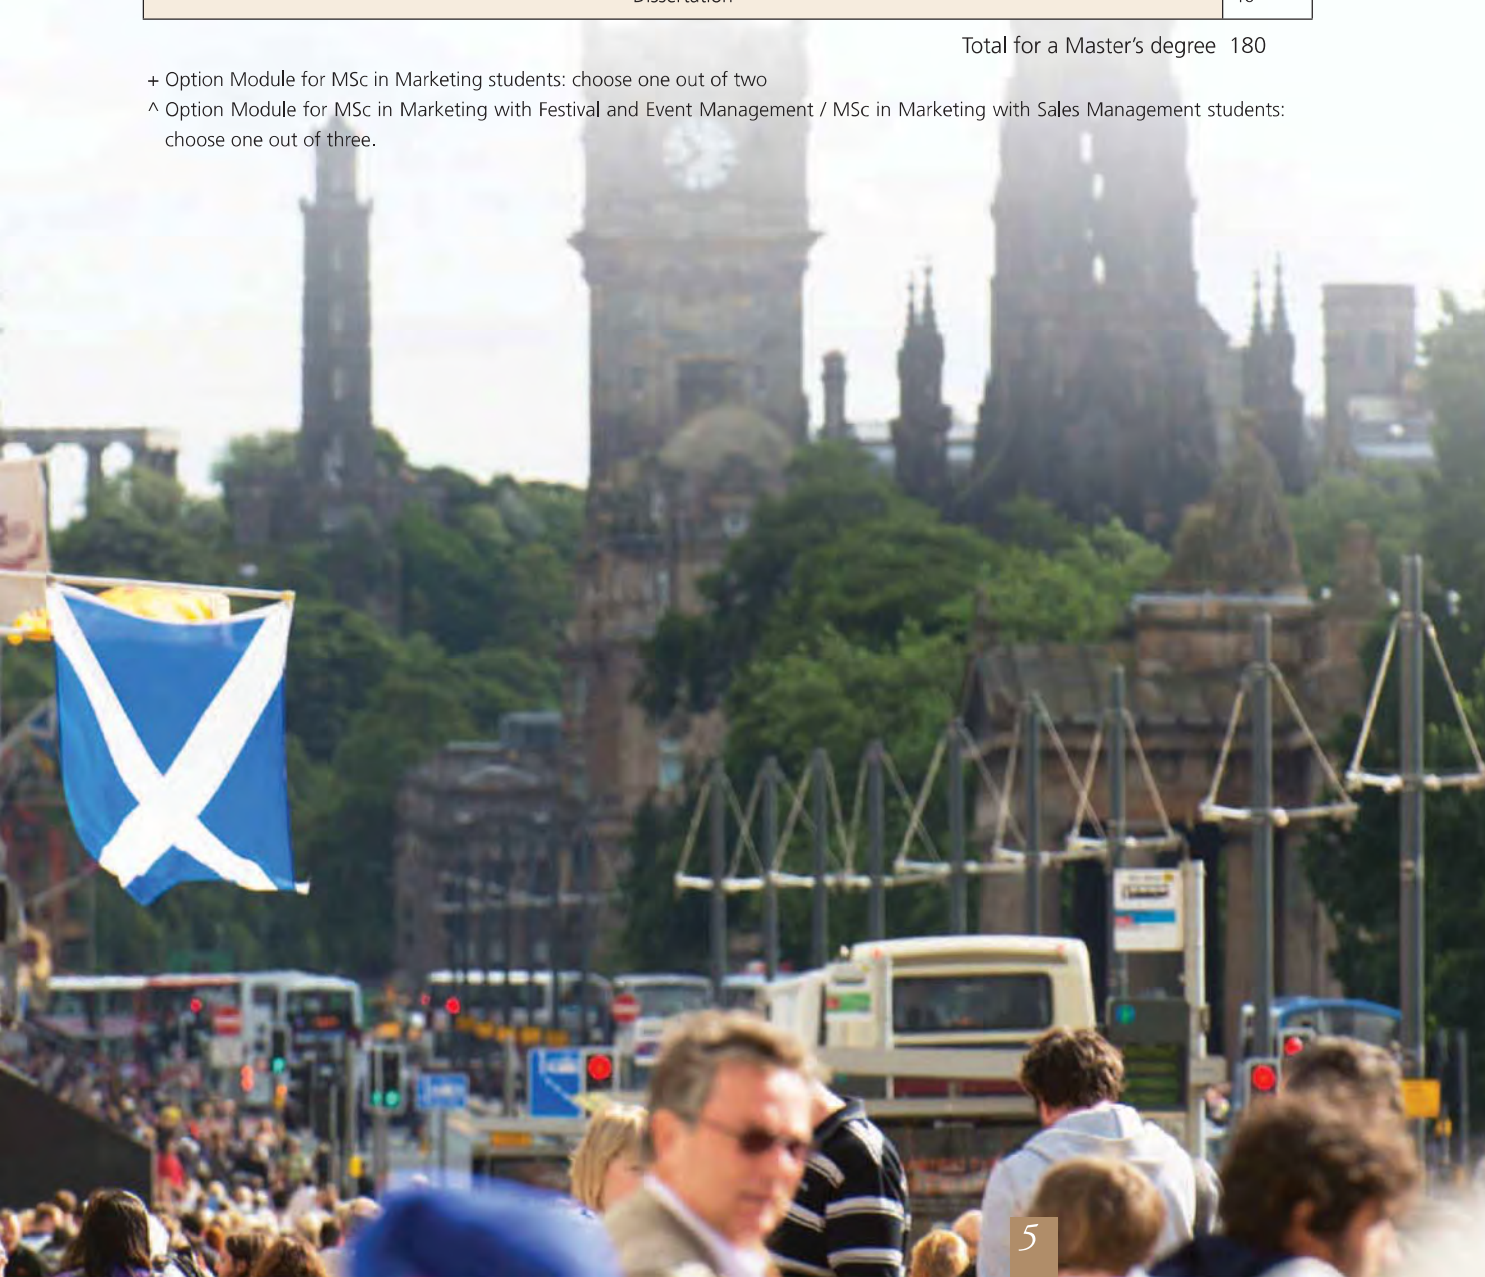 Total for a Master's degree 180
+ Option Module for MSc in Marketing students: choose one out of two
^ Option Module for MSc in Marketing with Festival and Event Management / MSc in Marketing with Sales Management students:
choose one out of three.
5